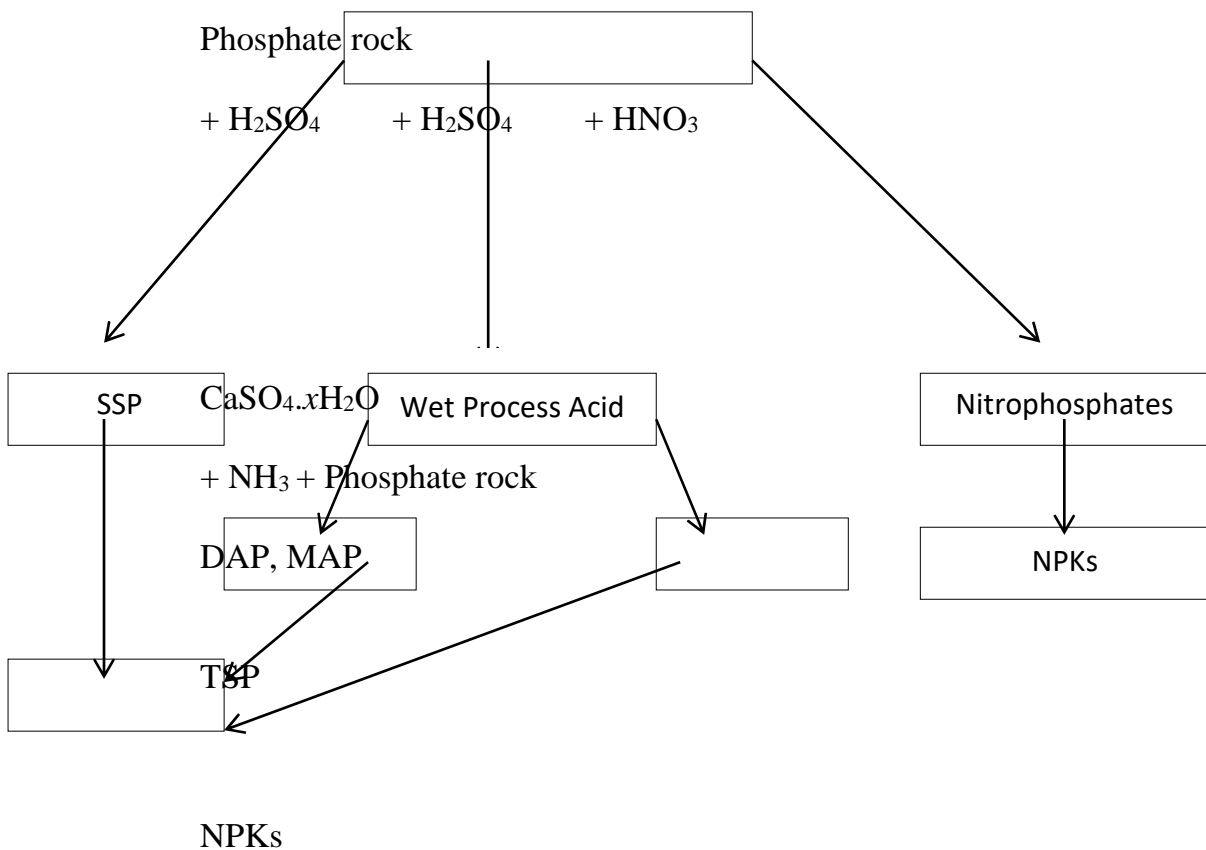 Phosphate rock
+ H₂SO₄ + H₂SO₄ + HNO₃
SSP CaSO₄.xH₂O Wet Process Acid Nitrophosphates
+ NH₃ + Phosphate rock
DAP, MAP NPKs
TSP
NPKs